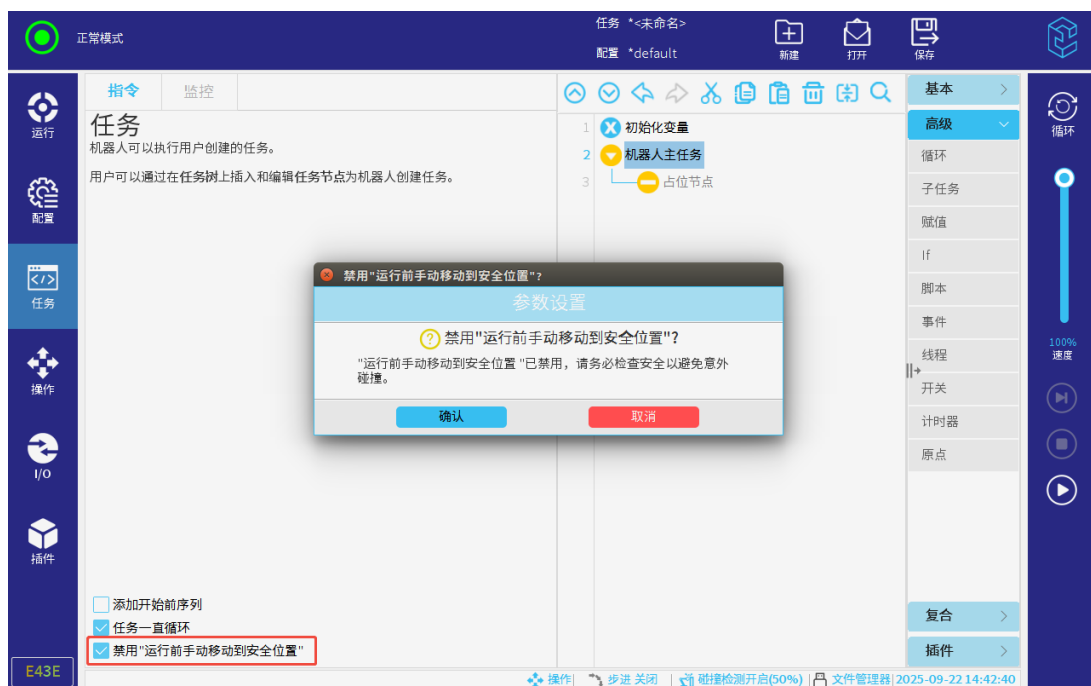 正常模式
任务 *<未命名>
配置 *default
新建
打开
保存
运行
配置
任务
操作
I/O
插件
E43E
指令
监控
任务
机器人可以执行用户创建的任务。
用户可以通过在任务树上插入和编辑任务节点为机器人创建任务。
1 初始化变量
2 机器人主任务
3 占位节点
禁用"运行前手动移动到安全位置"?
参数设置
禁用"运行前手动移动到安全位置"?
"运行前手动移动到安全位置 "已禁用，请务必检查安全以避免意外
碰撞。
确认
取消
添加开始前序列
任务一直循环
禁用"运行前手动移动到安全位置"
基本
高级
循环
子任务
赋值
If
脚本
事件
线程
开关
计时器
原点
复合
插件
循环
100%
速度
操作| 步进 关闭 | 碰撞检测开启(50%) | 文件管理器| 2025-09-22 14:42:40